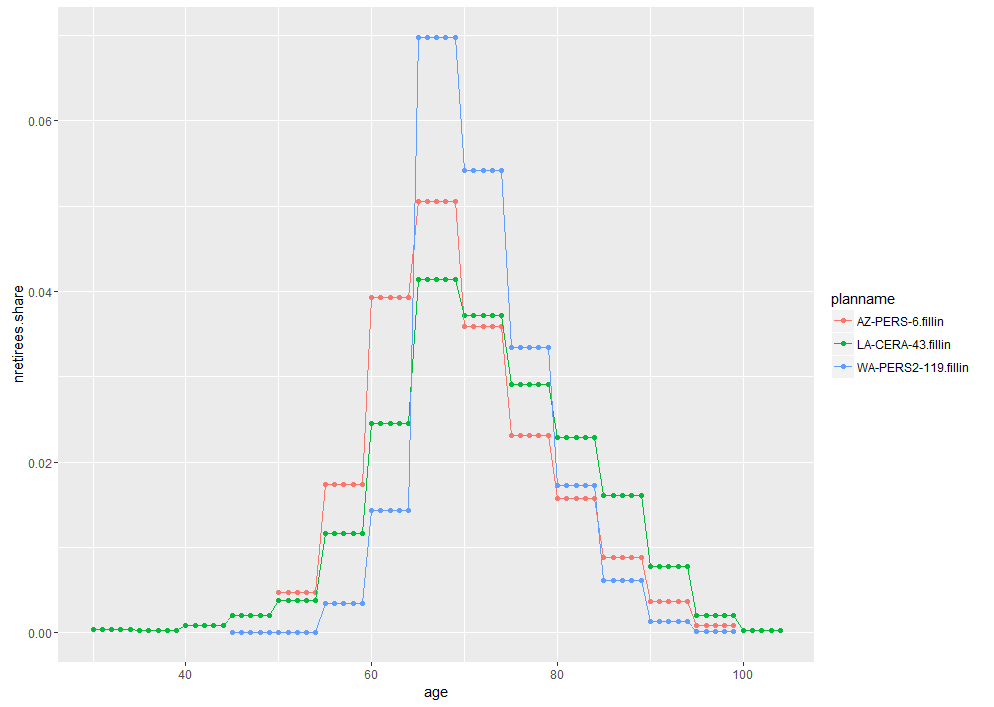 nretirees.share
0.06
0.04
0.02
0.00
40 60 80 100
age
planname
AZ-PERS-6.fillin
LA-CERA-43.fillin
WA-PERS2-119.fillin